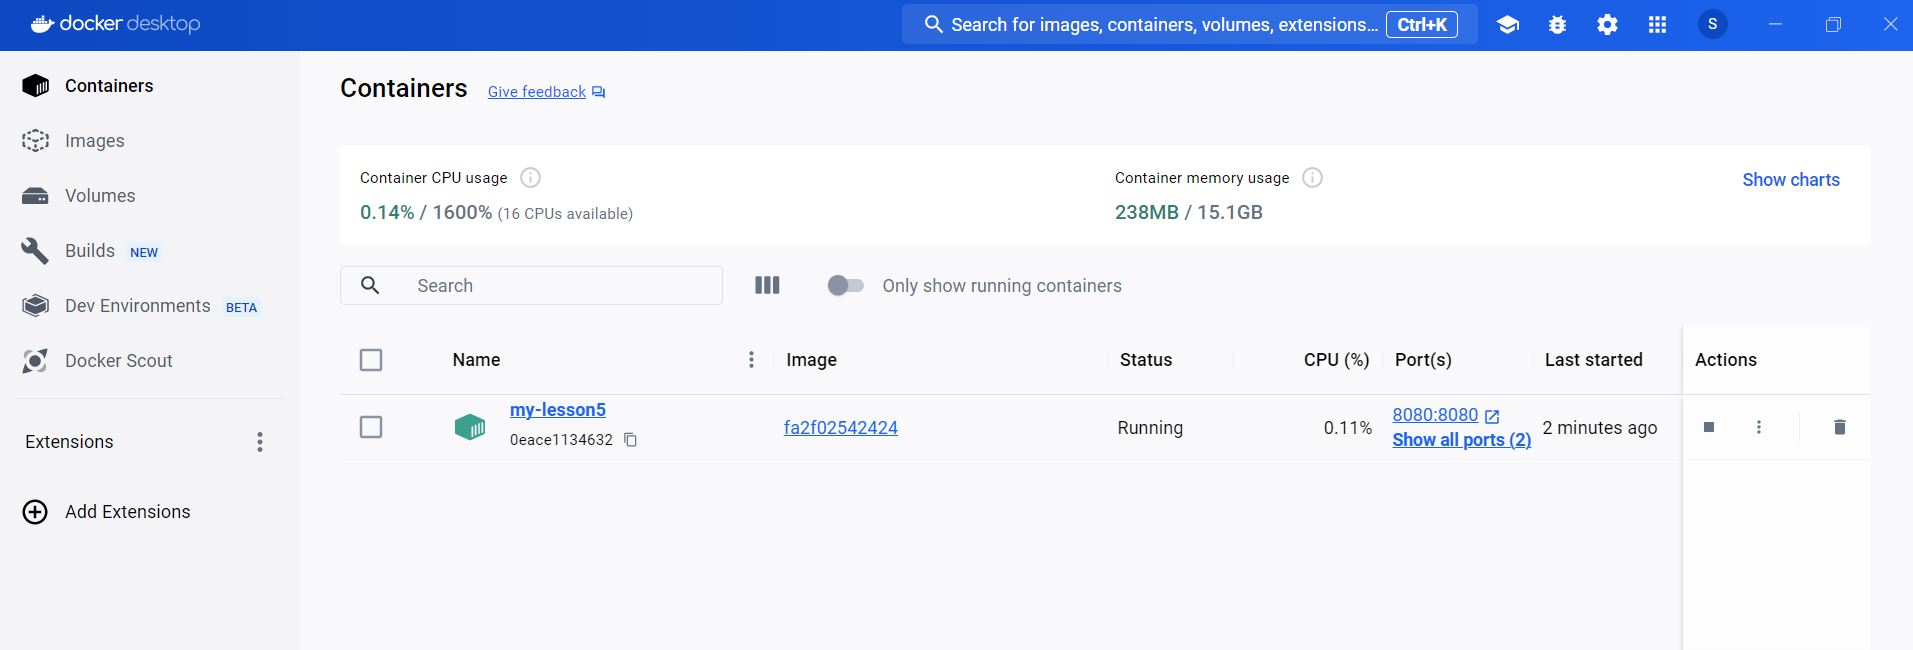 docker desktop
Search for images, containers, volumes, extensions... Ctrl+K
S
Containers
Images
Volumes
Builds NEW
Dev Environments BETA
Docker Scout
Extensions
Add Extensions
Containers Give feedback
Container CPU usage
0.14% / 1600% (16 CPUs available)
Container memory usage
238MB / 15.1GB
Show charts
Search
Only show running containers
Name Image Status CPU (%) Port(s) Last started Actions
my-lesson5
0eace1134632
fa2f02542424
Running
0.11%
8080:8080
Show all ports (2)
2 minutes ago